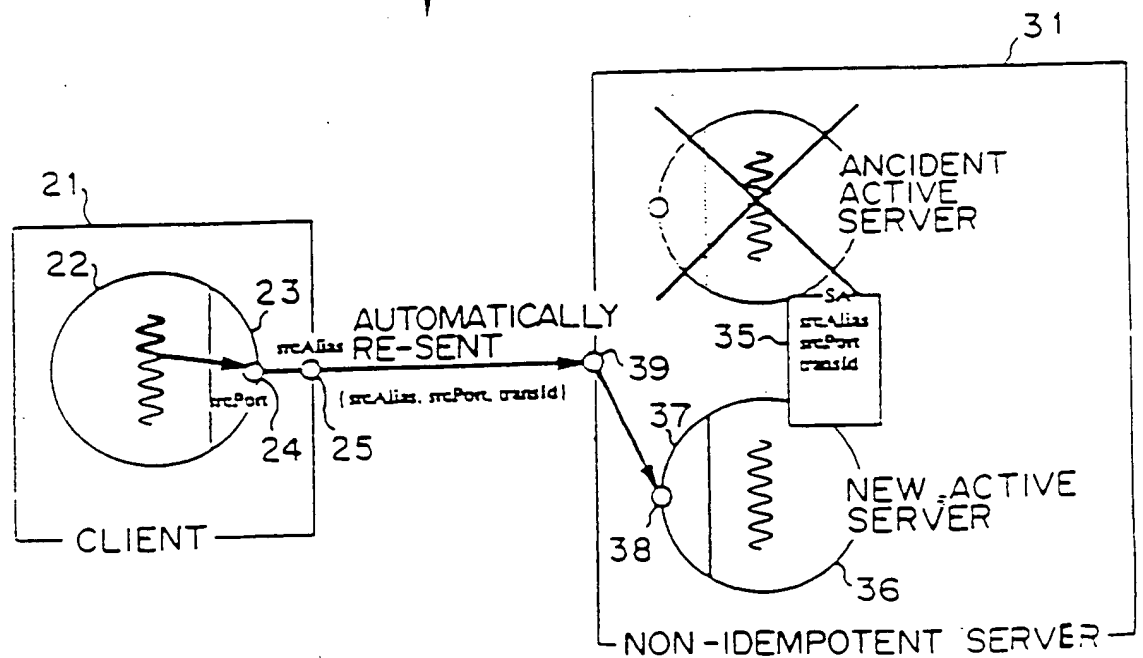 31
21
22
23
24
25
srcAlias
srcPort
AUTOMATICALLY
RE-SENT
{srcAlias, srcPort, transId}
39
CLIENT
ANCIDENT
ACTIVE
SERVER
35
SA
srcAlias
srcPort
transId
37
38
NEW-ACTIVE
SERVER
36
NON-IDEMPOTENT SERVER